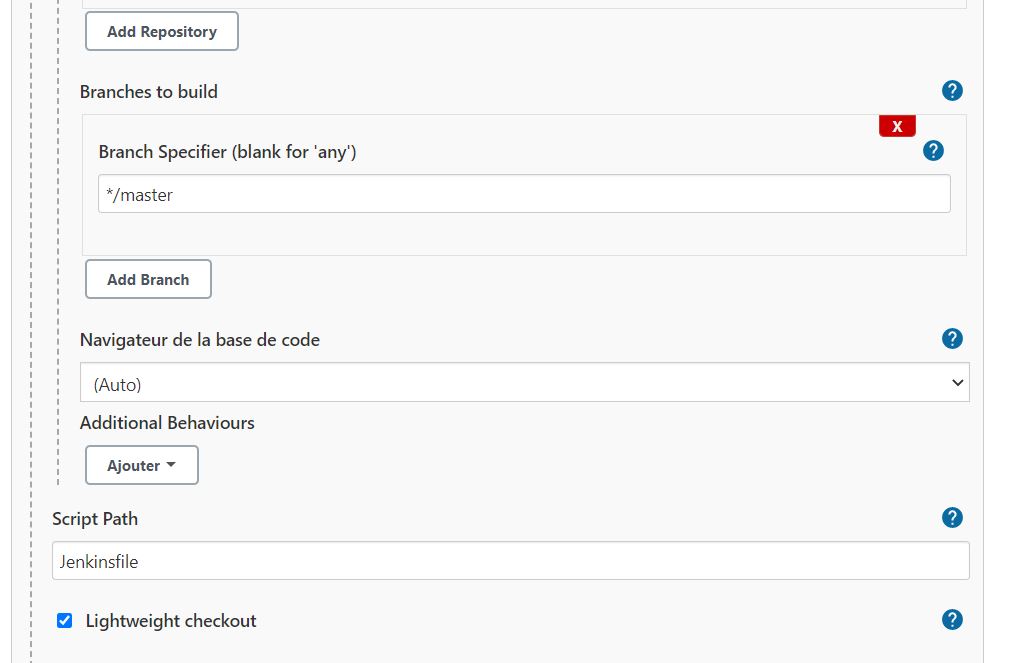 Add Repository
Branches to build
?
X
Branch Specifier (blank for 'any')
?
*/master
Add Branch
Navigateur de la base de code
?
(Auto)
Additional Behaviours
Ajouter
Script Path
?
Jenkinsfile
Lightweight checkout
?